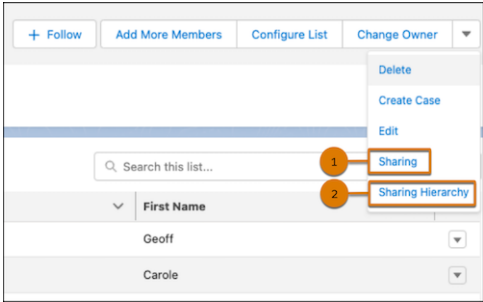 + Follow Add More Members Configure List Change Owner
Delete
Create Case
Edit
1 Sharing
2 Sharing Hierarchy
Search this list...
First Name
Geoff
Carole